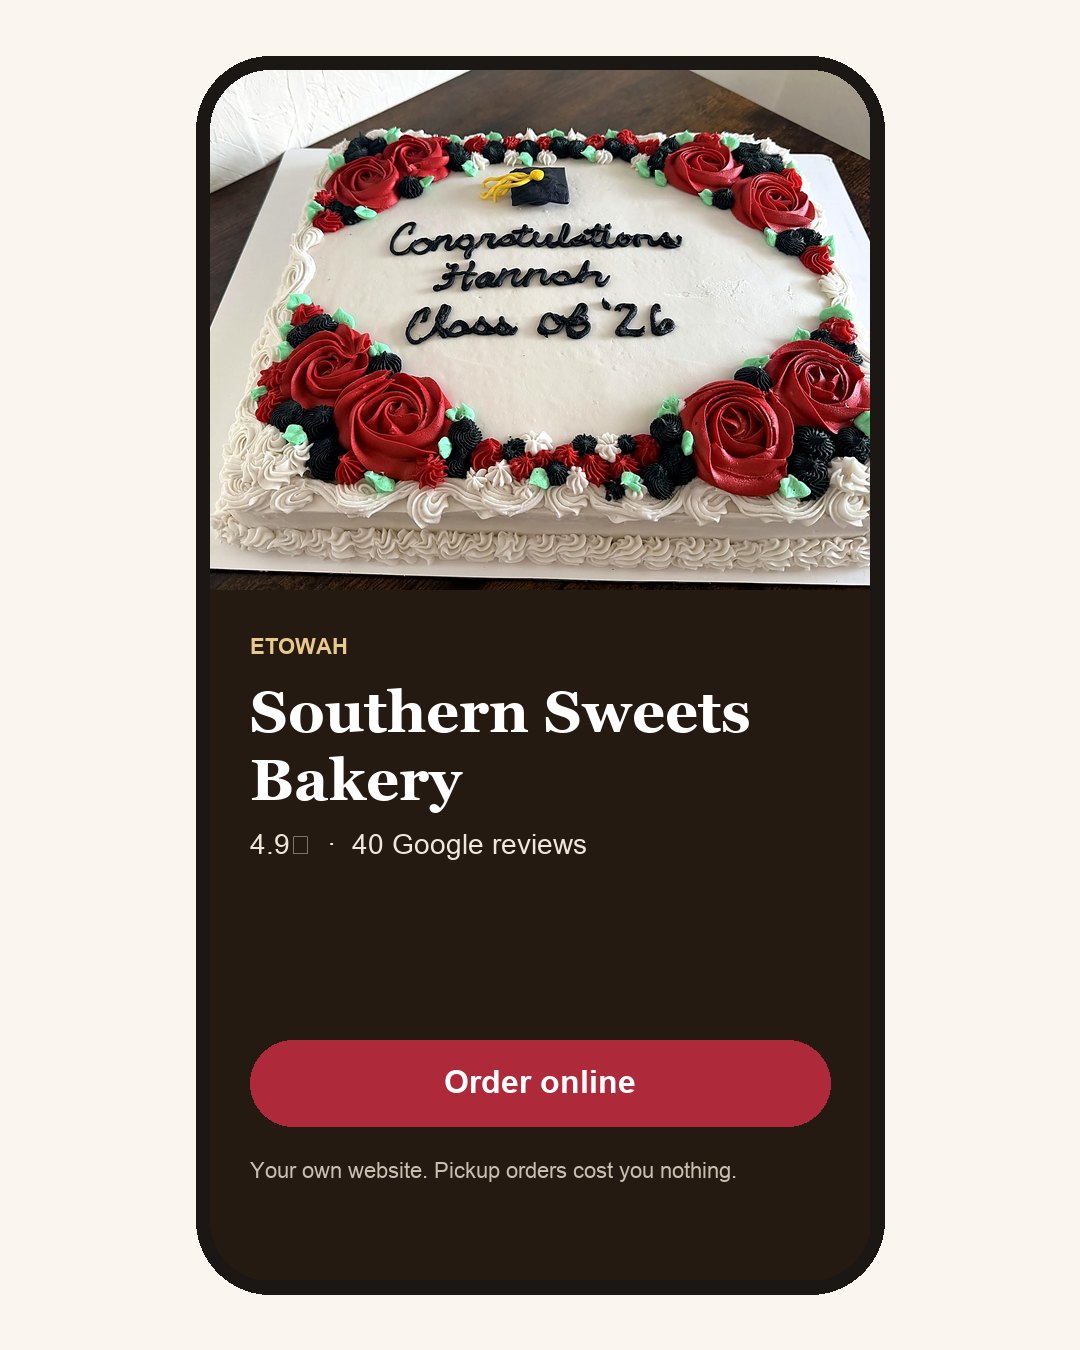 Congratulations
Hannah
Class of '26
ETOWAH
Southern Sweets
Bakery
4.9 · 40 Google reviews
Order online
Your own website. Pickup orders cost you nothing.